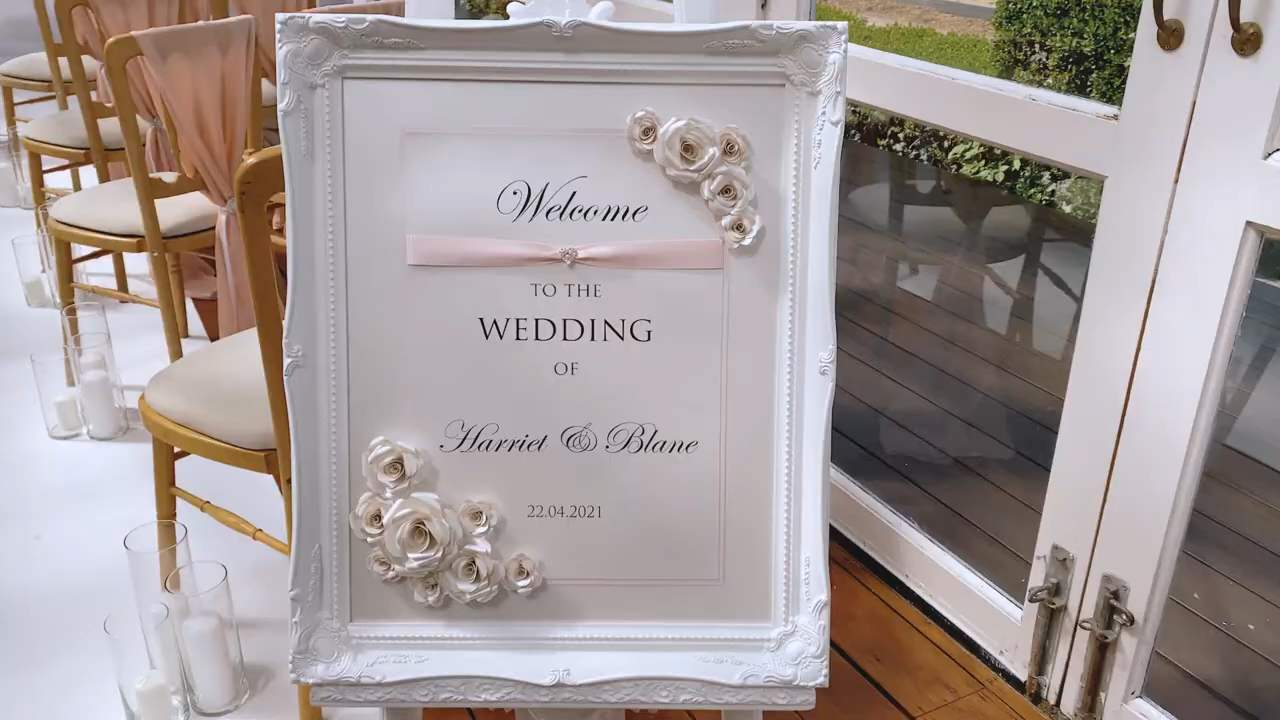 Welcome
TO THE
WEDDING
OF
Harriet & Blane
22.04.2021